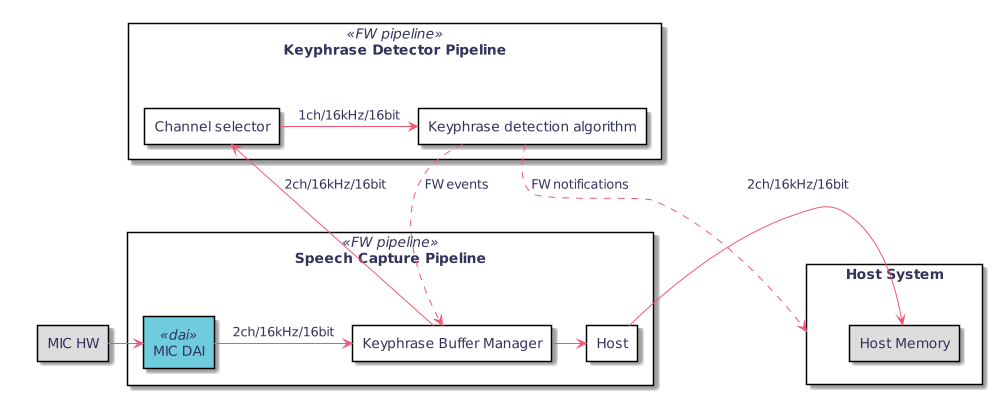 «FW pipeline»
Keyphrase Detector Pipeline
1ch/16kHz/16bit
Channel selector
Keyphrase detection algorithm
2ch/16kHz/16bit
FW events
FW notifications
2ch/16kHz/16bit
«FW pipeline»
Speech Capture Pipeline
Host System
MIC HW
«dai»
MIC DAI
2ch/16kHz/16bit
Keyphrase Buffer Manager
Host
Host Memory